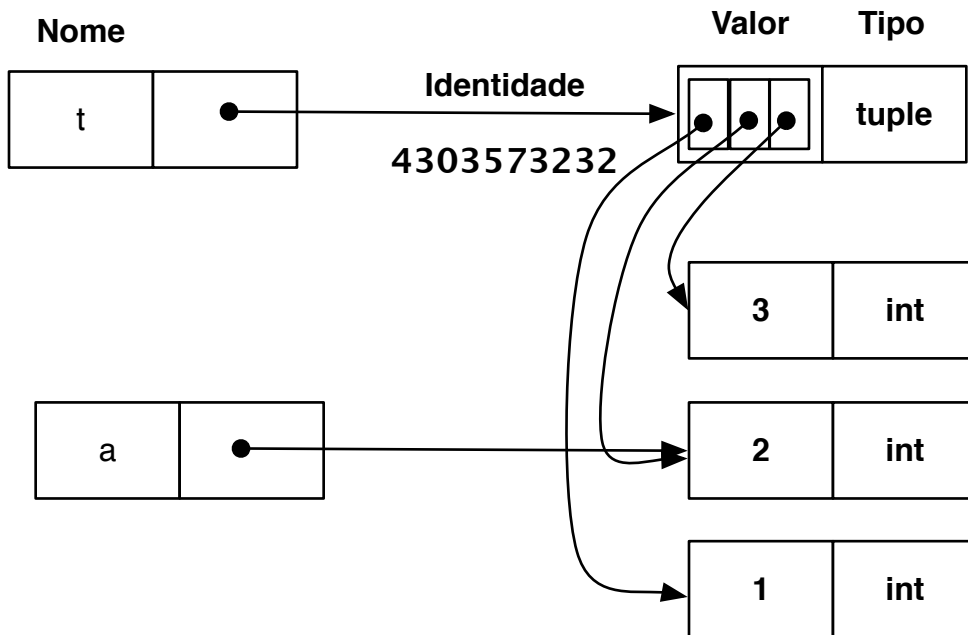 Nome Valor Tipo
t Identidade tuple
4303573232
3 int
a 2 int
1 int